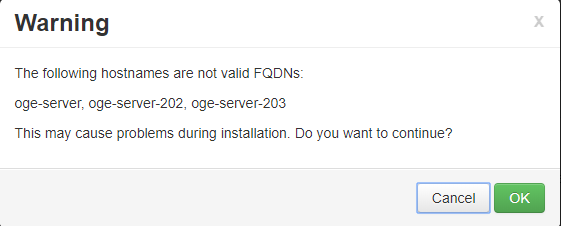 Warning
x
The following hostnames are not valid FQDNs:
oge-server, oge-server-202, oge-server-203
This may cause problems during installation. Do you want to continue?
Cancel OK